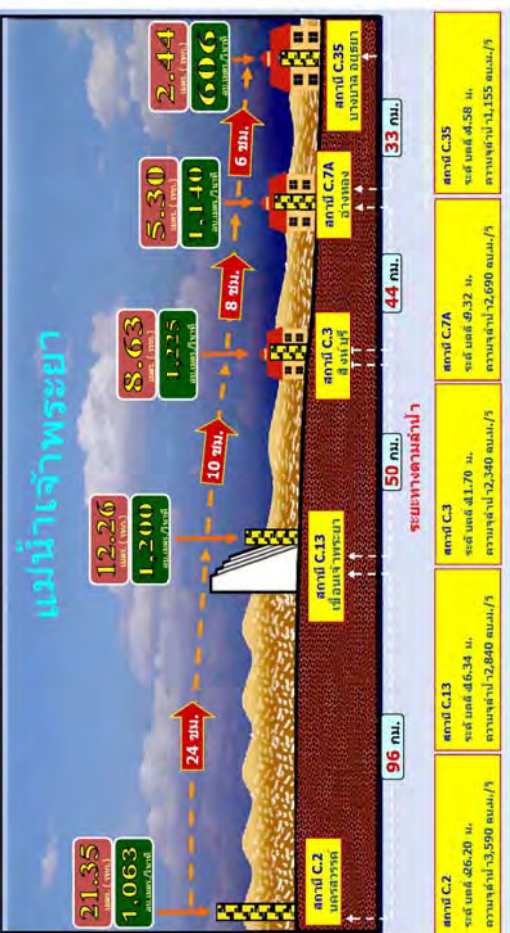 แม่น้ำเจ้าพระยา
21.35
เมตร. ( รทก.)
1,063
ลบ.เมตร./วินาที
12.26
เมตร. ( รทก.)
1,200
ลบ.เมตร./วินาที
8.63
เมตร. ( รทก.)
1,225
ลบ.เมตร./วินาที
5.30
เมตร. ( รทก.)
1,140
ลบ.เมตร./วินาที
2.44
เมตร. ( รทก.)
606
ลบ.เมตร./วินาที
24 ชม.
10 ชม.
8 ชม.
6 ชม.
สถานี C.2
นครสวรรค์
สถานี C.13
เขื่อนเจ้าพระยา
สถานี C.3
สิงห์บุรี
สถานี C.7A
อ่างทอง
สถานี C.35
บางบาล อยุธยา
96 กม.
50 กม.
44 กม.
33 กม.
ระยะทางตามลำน้ำ
สถานี C.2
ระดับตลิ่ง26.20 ม.
ความจุลำน้ำ3,590 ลบ.ม./วิ
สถานี C.13
ระดับตลิ่ง16.34 ม.
ความจุลำน้ำ2,840 ลบ.ม./วิ
สถานี C.3
ระดับตลิ่ง11.70 ม.
ความจุลำน้ำ2,340 ลบ.ม./วิ
สถานี C.7A
ระดับตลิ่ง9.32 ม.
ความจุลำน้ำ2,690 ลบ.ม./วิ
สถานี C.35
ระดับตลิ่ง4.58 ม.
ความจุลำน้ำ1,155 ลบ.ม./วิ